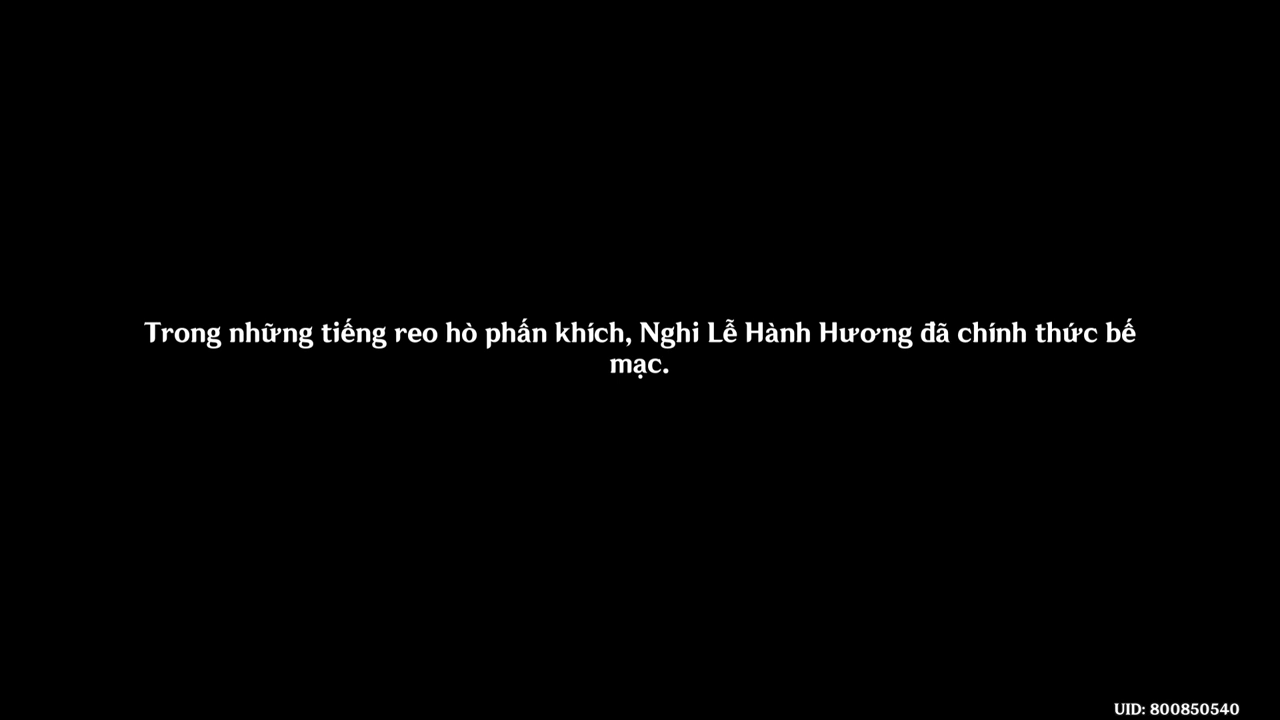 Trong những tiếng reo hò phấn khích, Nghi Lễ Hành Hương đã chính thức bế
mạc.
UID: 800850540